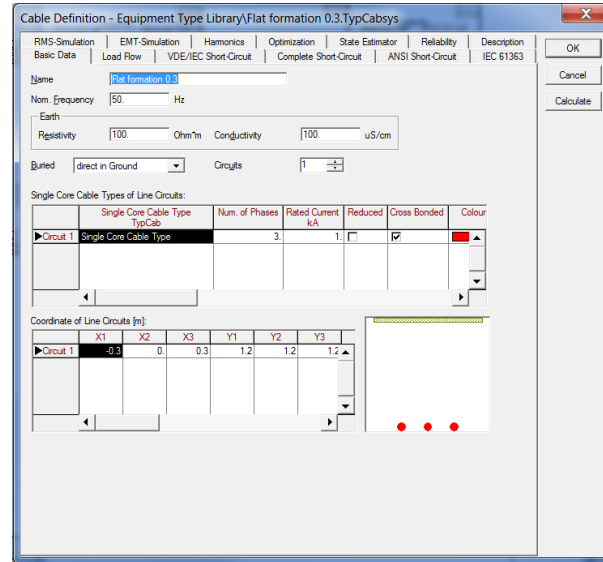 Cable Definition - Equipment Type Library\Flat formation 0.3.TypCabsys
RMS-Simulation EMT-Simulation Harmonics Optimization State Estimator Reliability Description
Basic Data Load Flow VDE/IEC Short-Circuit Complete Short-Circuit ANSI Short-Circuit IEC 61363
OK
Cancel
Calculate
Name Flat formation 0.3
Nom. Frequency 50. Hz
Earth
Resistivity 100. Ohm*m Conductivity 100. uS/cm
Buried direct in Ground Circuits 1
Single Core Cable Types of Line Circuits:
Single Core Cable Type Num. of Phases Rated Current Reduced Cross Bonded Colour
TypCab kA
Circuit 1 Single Core Cable Type 3. 1.
Coordinate of Line Circuits [m]:
X1 X2 X3 Y1 Y2 Y3
Circuit 1 -0.3 0. 0.3 1.2 1.2 1.2